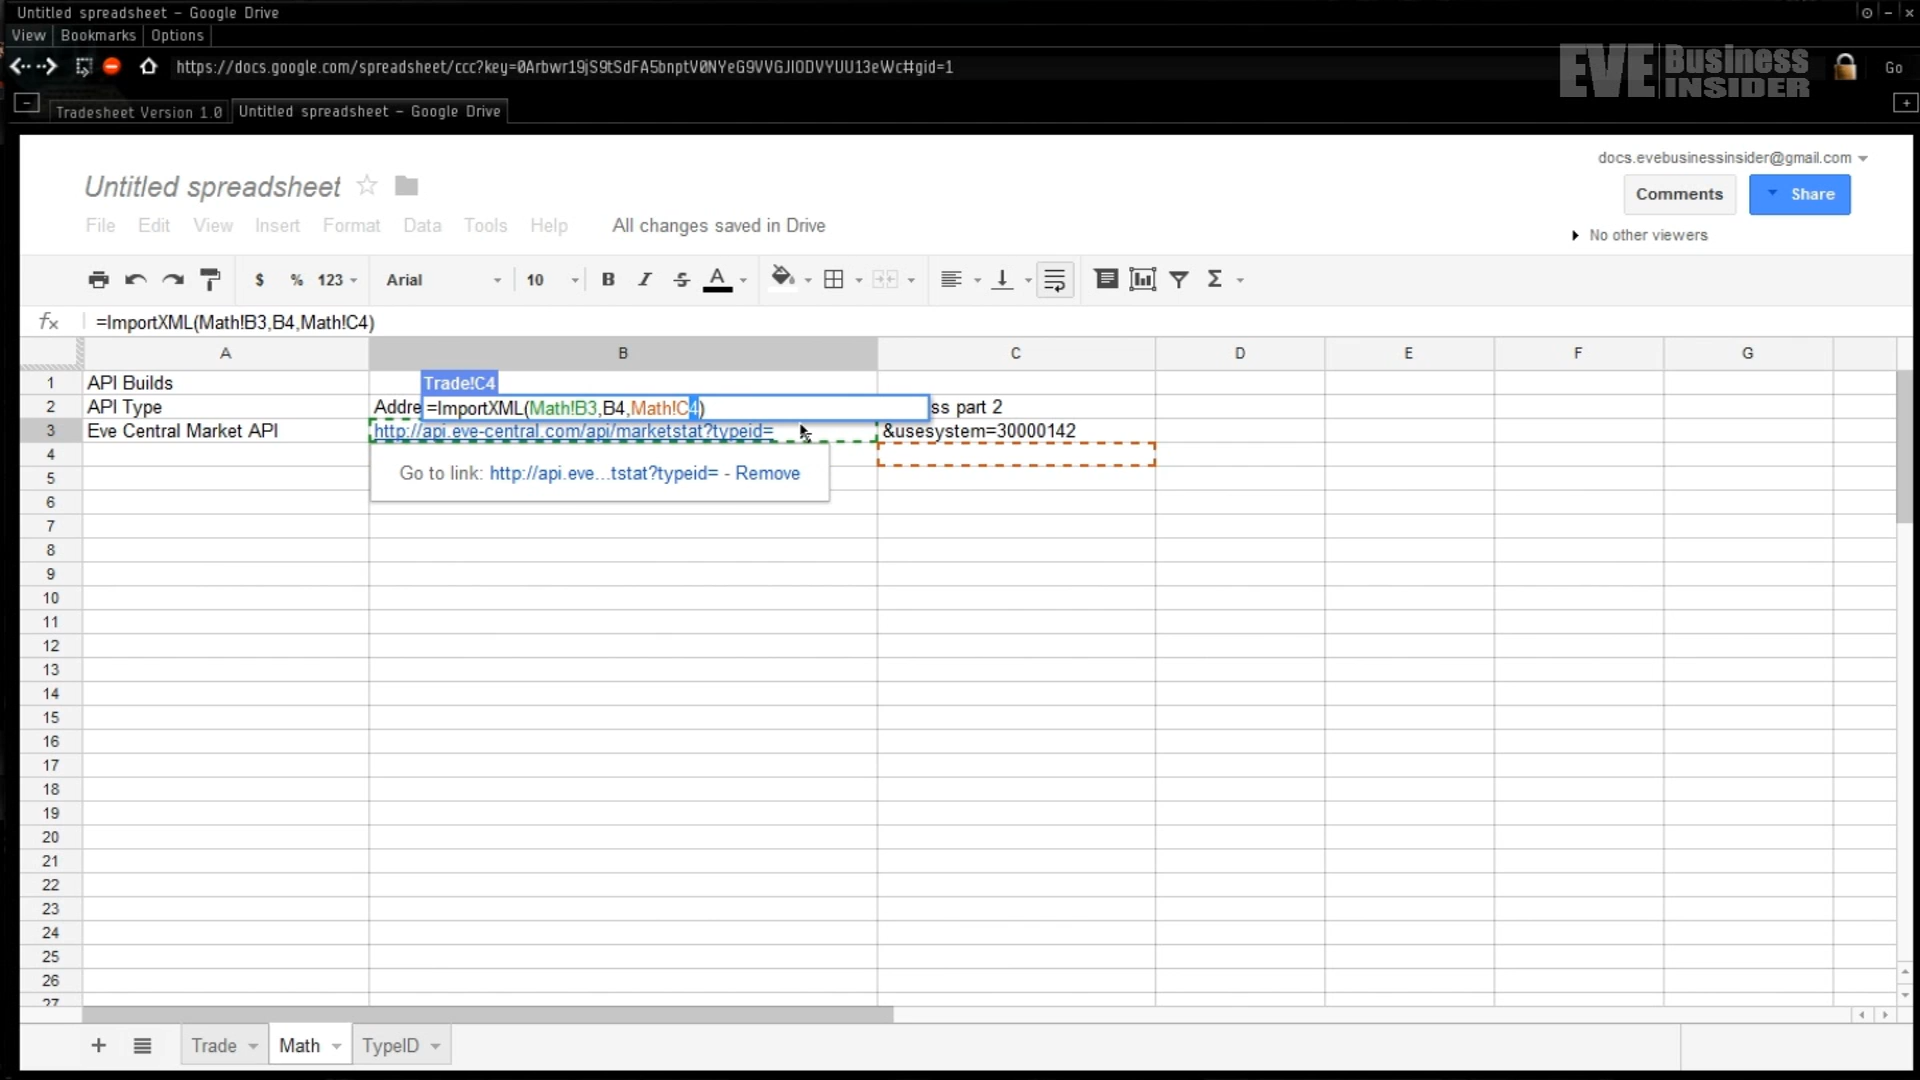 Untitled spreadsheet - Google Drive
View Bookmarks Options
https://docs.google.com/spreadsheet/ccc?key=0Arbwr19jS9tSdFA5bnptV0NYeG9VVGJIODVYUU13eWc#gid=1
Go
EVE Business INSIDER
Tradesheet Version 1.0
Untitled spreadsheet - Google Drive
docs.evebusinessinsider@gmail.com
Untitled spreadsheet
Comments
Share
File Edit View Insert Format Data Tools Help All changes saved in Drive
No other viewers
$ % 123 Arial 10 B I S A Σ
fx =ImportXML(Math!B3,B4,Math!C4)
A B C D E F G
1 API Builds
Trade!C4
2 API Type Addre =ImportXML(Math!B3,B4,Math!C4) ss part 2
3 Eve Central Market API http://api.eve-central.com/api/marketstat?typeid= &usesystem=30000142
4
Go to link: http://api.eve...tstat?typeid= - Remove
5
6
7
8
9
10
11
12
13
14
15
16
17
18
19
20
21
22
23
24
25
26
27
+ Trade Math TypeID